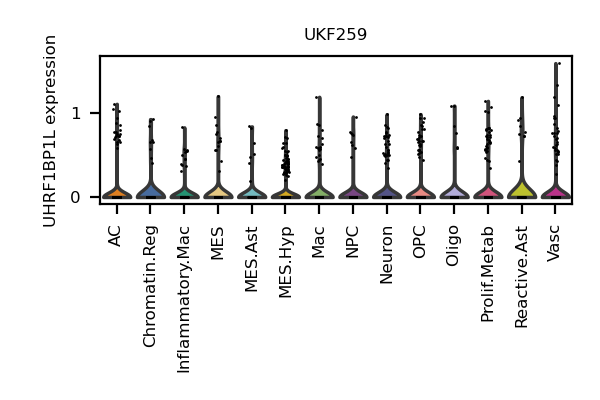 UKF259
UHRF1BP1L expression
1
0
AC
Chromatin.Reg
Inflammatory.Mac
MES
MES.Ast
MES.Hyp
Mac
NPC
Neuron
OPC
Oligo
Prolif.Metab
Reactive.Ast
Vasc